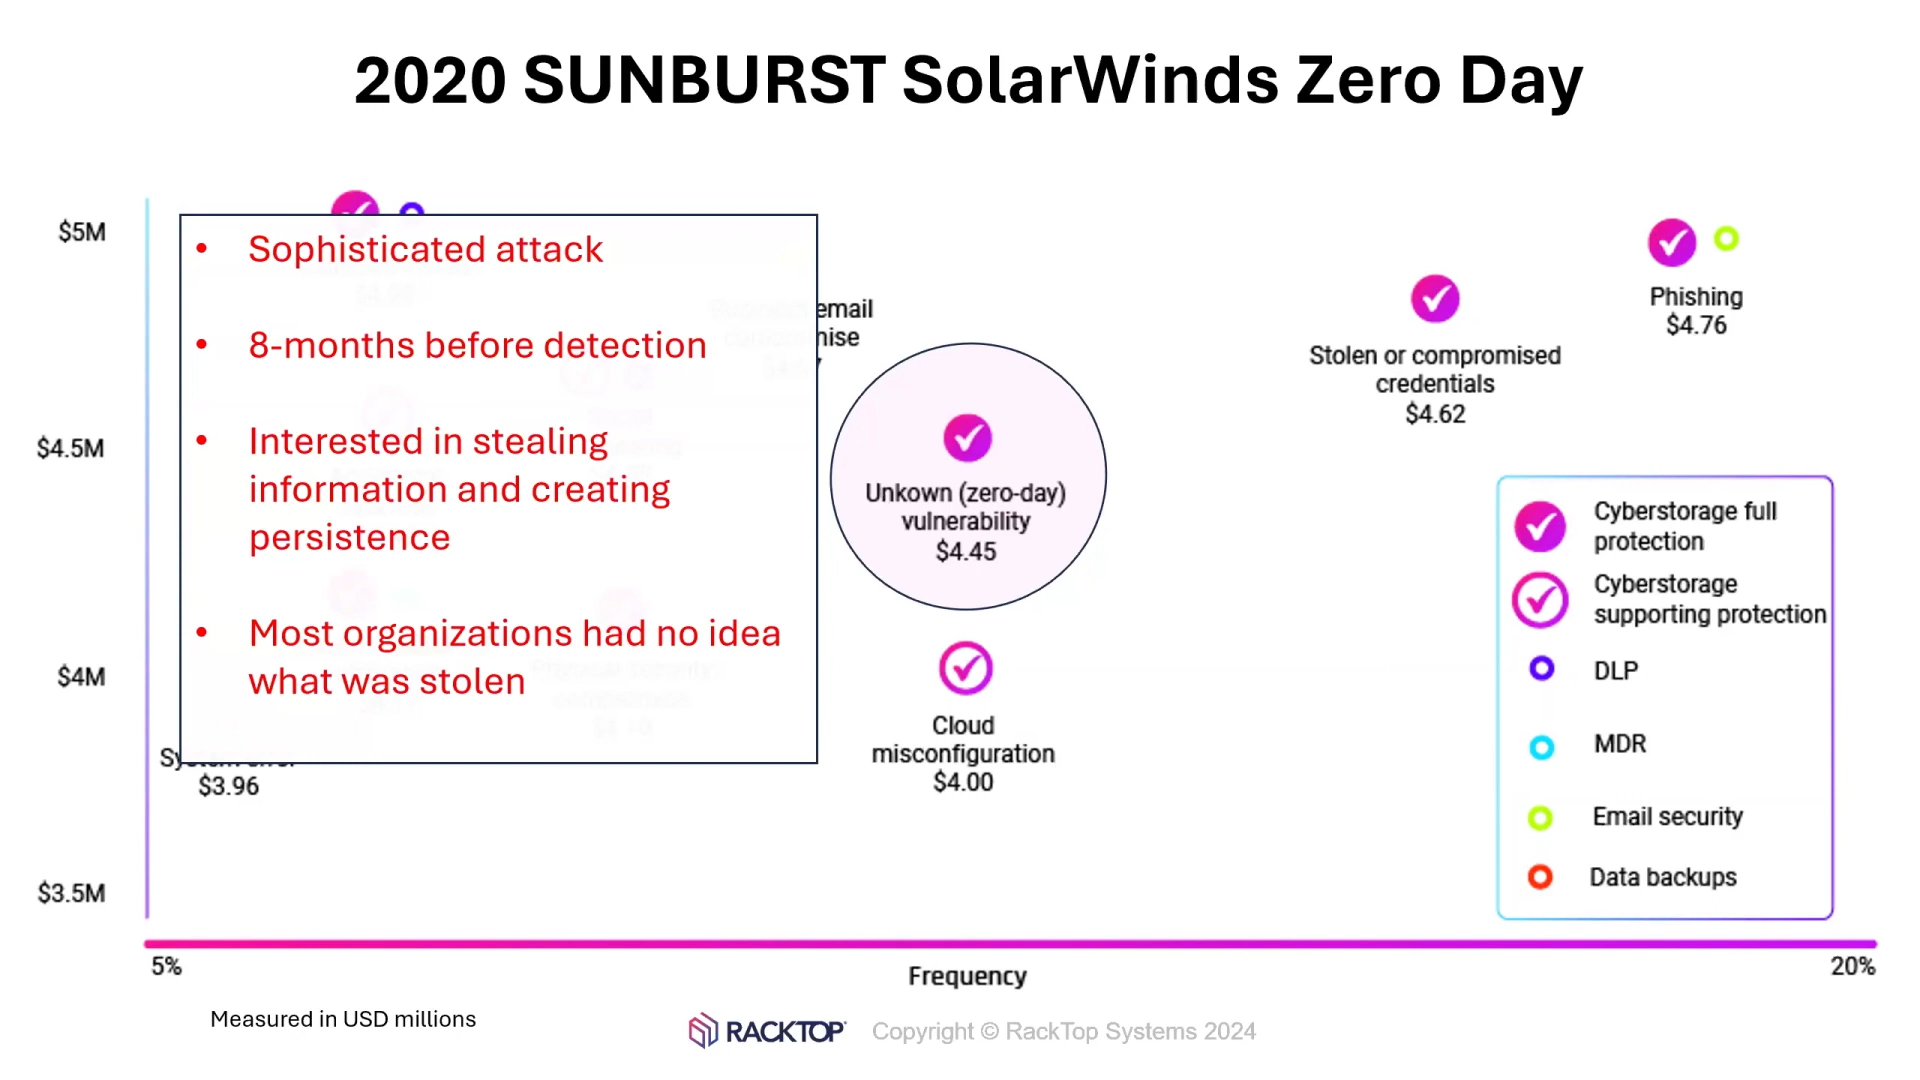 2020 SUNBURST SolarWinds Zero Day
$5M
$4.5M
$4M
$3.5M
• Sophisticated attack
• 8-months before detection
• Interested in stealing
information and creating
persistence
• Most organizations had no idea
what was stolen
email
$3.96
Unkown (zero-day)
vulnerability
$4.45
Cloud
misconfiguration
$4.00
Stolen or compromised
credentials
$4.62
Phishing
$4.76
Cyberstorage full
protection
Cyberstorage
supporting protection
DLP
MDR
Email security
Data backups
5%
Frequency
20%
Measured in USD millions
RACKTOP
Copyright © RackTop Systems 2024